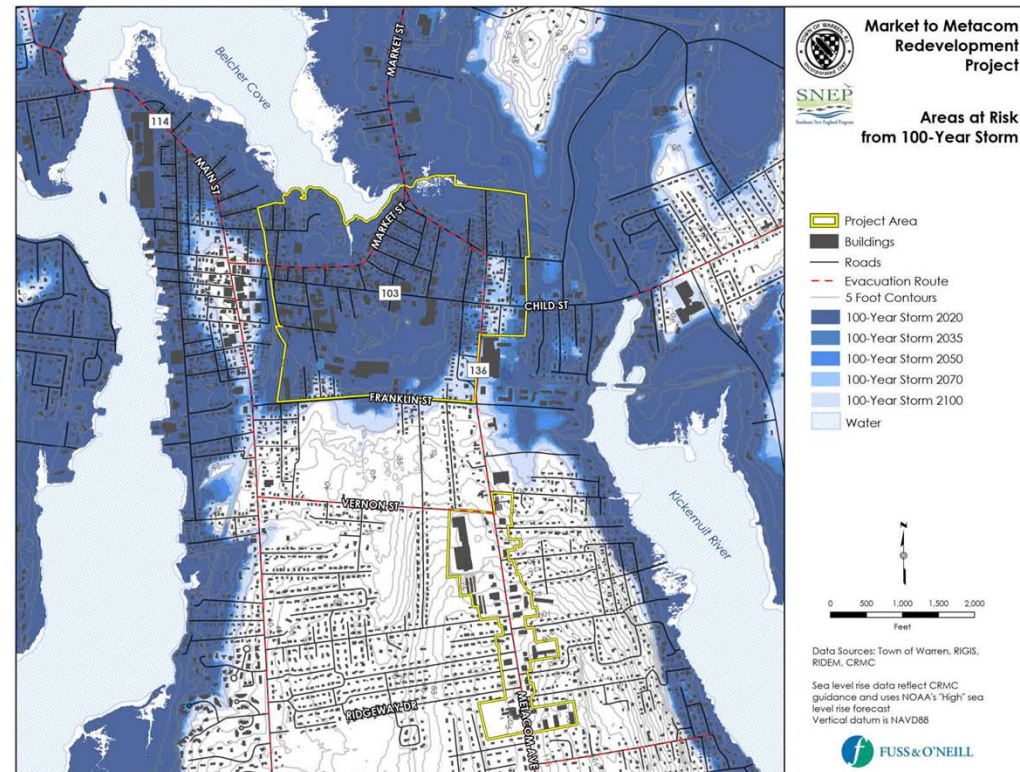 Belcher Cove
MARKET ST
114
MAIN ST
MARKET ST
103
CHILD ST
136
FRANKLIN ST
VERNON ST
Kickemuit River
RIDGEWAY DR
METACOM AVE
TOWN OF WARREN, R.I.
SNEP
Southeast New England Program
Market to Metacom
Redevelopment
Project
Areas at Risk
from 100-Year Storm
Project Area
Buildings
Roads
Evacuation Route
5 Foot Contours
100-Year Storm 2020
100-Year Storm 2035
100-Year Storm 2050
100-Year Storm 2070
100-Year Storm 2100
Water
N
0 500 1,000 1,500 2,000
Feet
Data Sources: Town of Warren, RIGIS,
RIDEM, CRMC
Sea level rise data reflect CRMC
guidance and uses NOAA's "High" sea
level rise forecast
Vertical datum is NAVD88
FUSS & O'NEILL